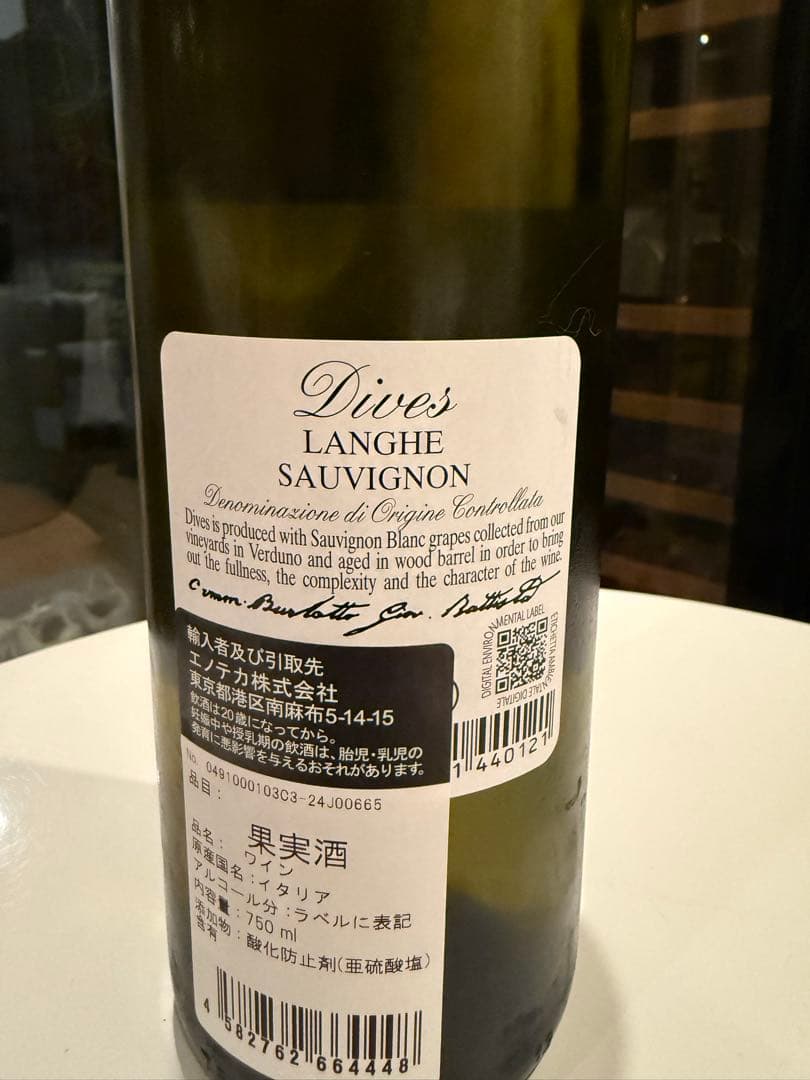 Dives
LANGHE
SAUVIGNON
Denominazione di Origine Controllata
Dives is produced with Sauvignon Blanc grapes collected from our
vineyards in Verduno and aged in wood barrel in order to bring
out the fullness, the complexity and the character of the wine.
Comm. Burlotto Gio. Battista
DIGITAL ENVIRONMENTAL LABEL
ETICHETTA AMBIENTALE DIGITALE
1 440121
輸入者及び引取先
エノテカ株式会社
東京都港区南麻布5-14-15
飲酒は20歳になってから。
妊娠中や授乳期の飲酒は、胎児・乳児の
発育に悪影響を与えるおそれがあります。
No. 0491000103C3-24J00665
品目:
果実酒
品名: ワイン
原産国名:イタリア
アルコール分:ラベルに表記
内容量:750 ml
添加物:酸化防止剤(亜硫酸塩)
含有
4 582762 664448